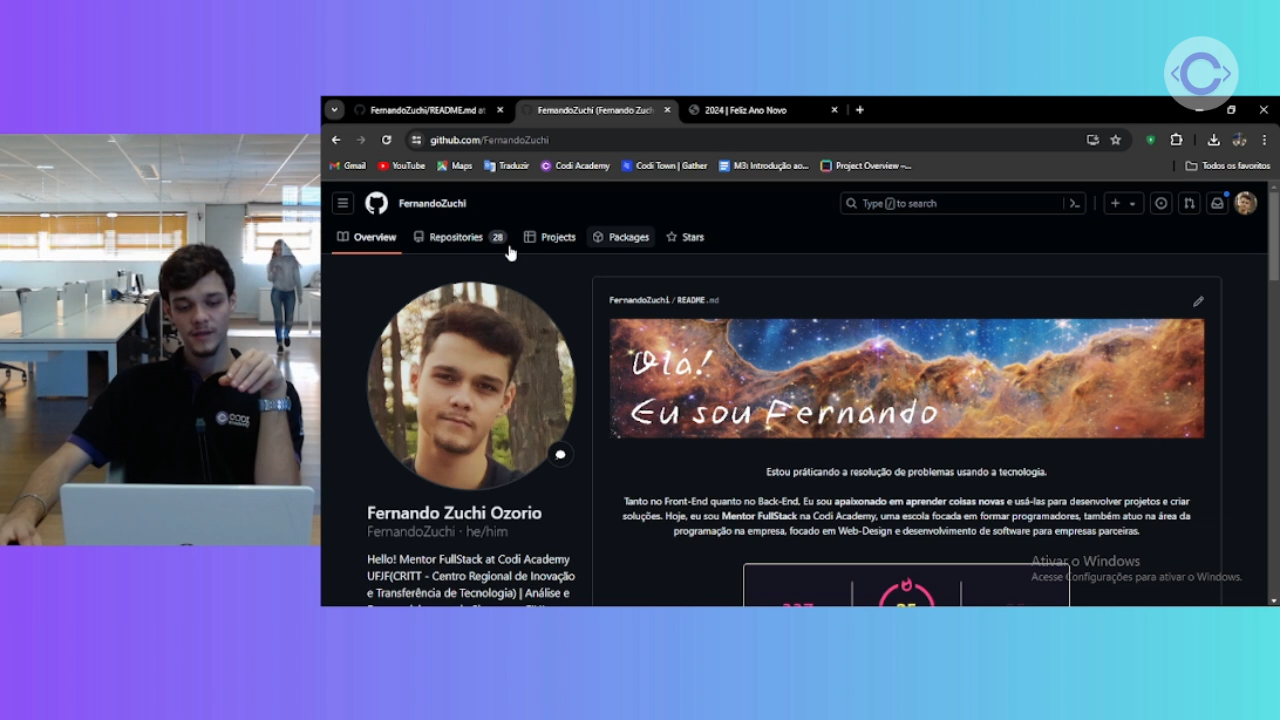 FernandoZuchi/README.md at
FernandoZuchi (Fernando Zuch
2024 | Feliz Ano Novo
github.com/FernandoZuchi
Gmail
YouTube
Maps
Traduzir
Codi Academy
Codi Town | Gather
M3: Introdução ao...
Project Overview –...
Todos os favoritos
FernandoZuchi
Type / to search
Overview
Repositories 28
Projects
Packages
Stars
FernandoZuchi / README.md
Olá!
Eu sou Fernando
Estou práticando a resolução de problemas usando a tecnologia.
Tanto no Front-End quanto no Back-End. Eu sou apaixonado em aprender coisas novas e usá-las para desenvolver projetos e criar
soluções. Hoje, eu sou Mentor FullStack na Codi Academy, uma escola focada em formar programadores, também atuo na área da
programação na empresa, focado em Web-Design e desenvolvimento de software para empresas parceiras.
Fernando Zuchi Ozorio
FernandoZuchi · he/him
Hello! Mentor FullStack at Codi Academy
UFJF(CRITT - Centro Regional de Inovação
e Transferência de Tecnologia) | Análise e
Ativar o Windows
Acesse Configurações para ativar o Windows.
CODI
academy